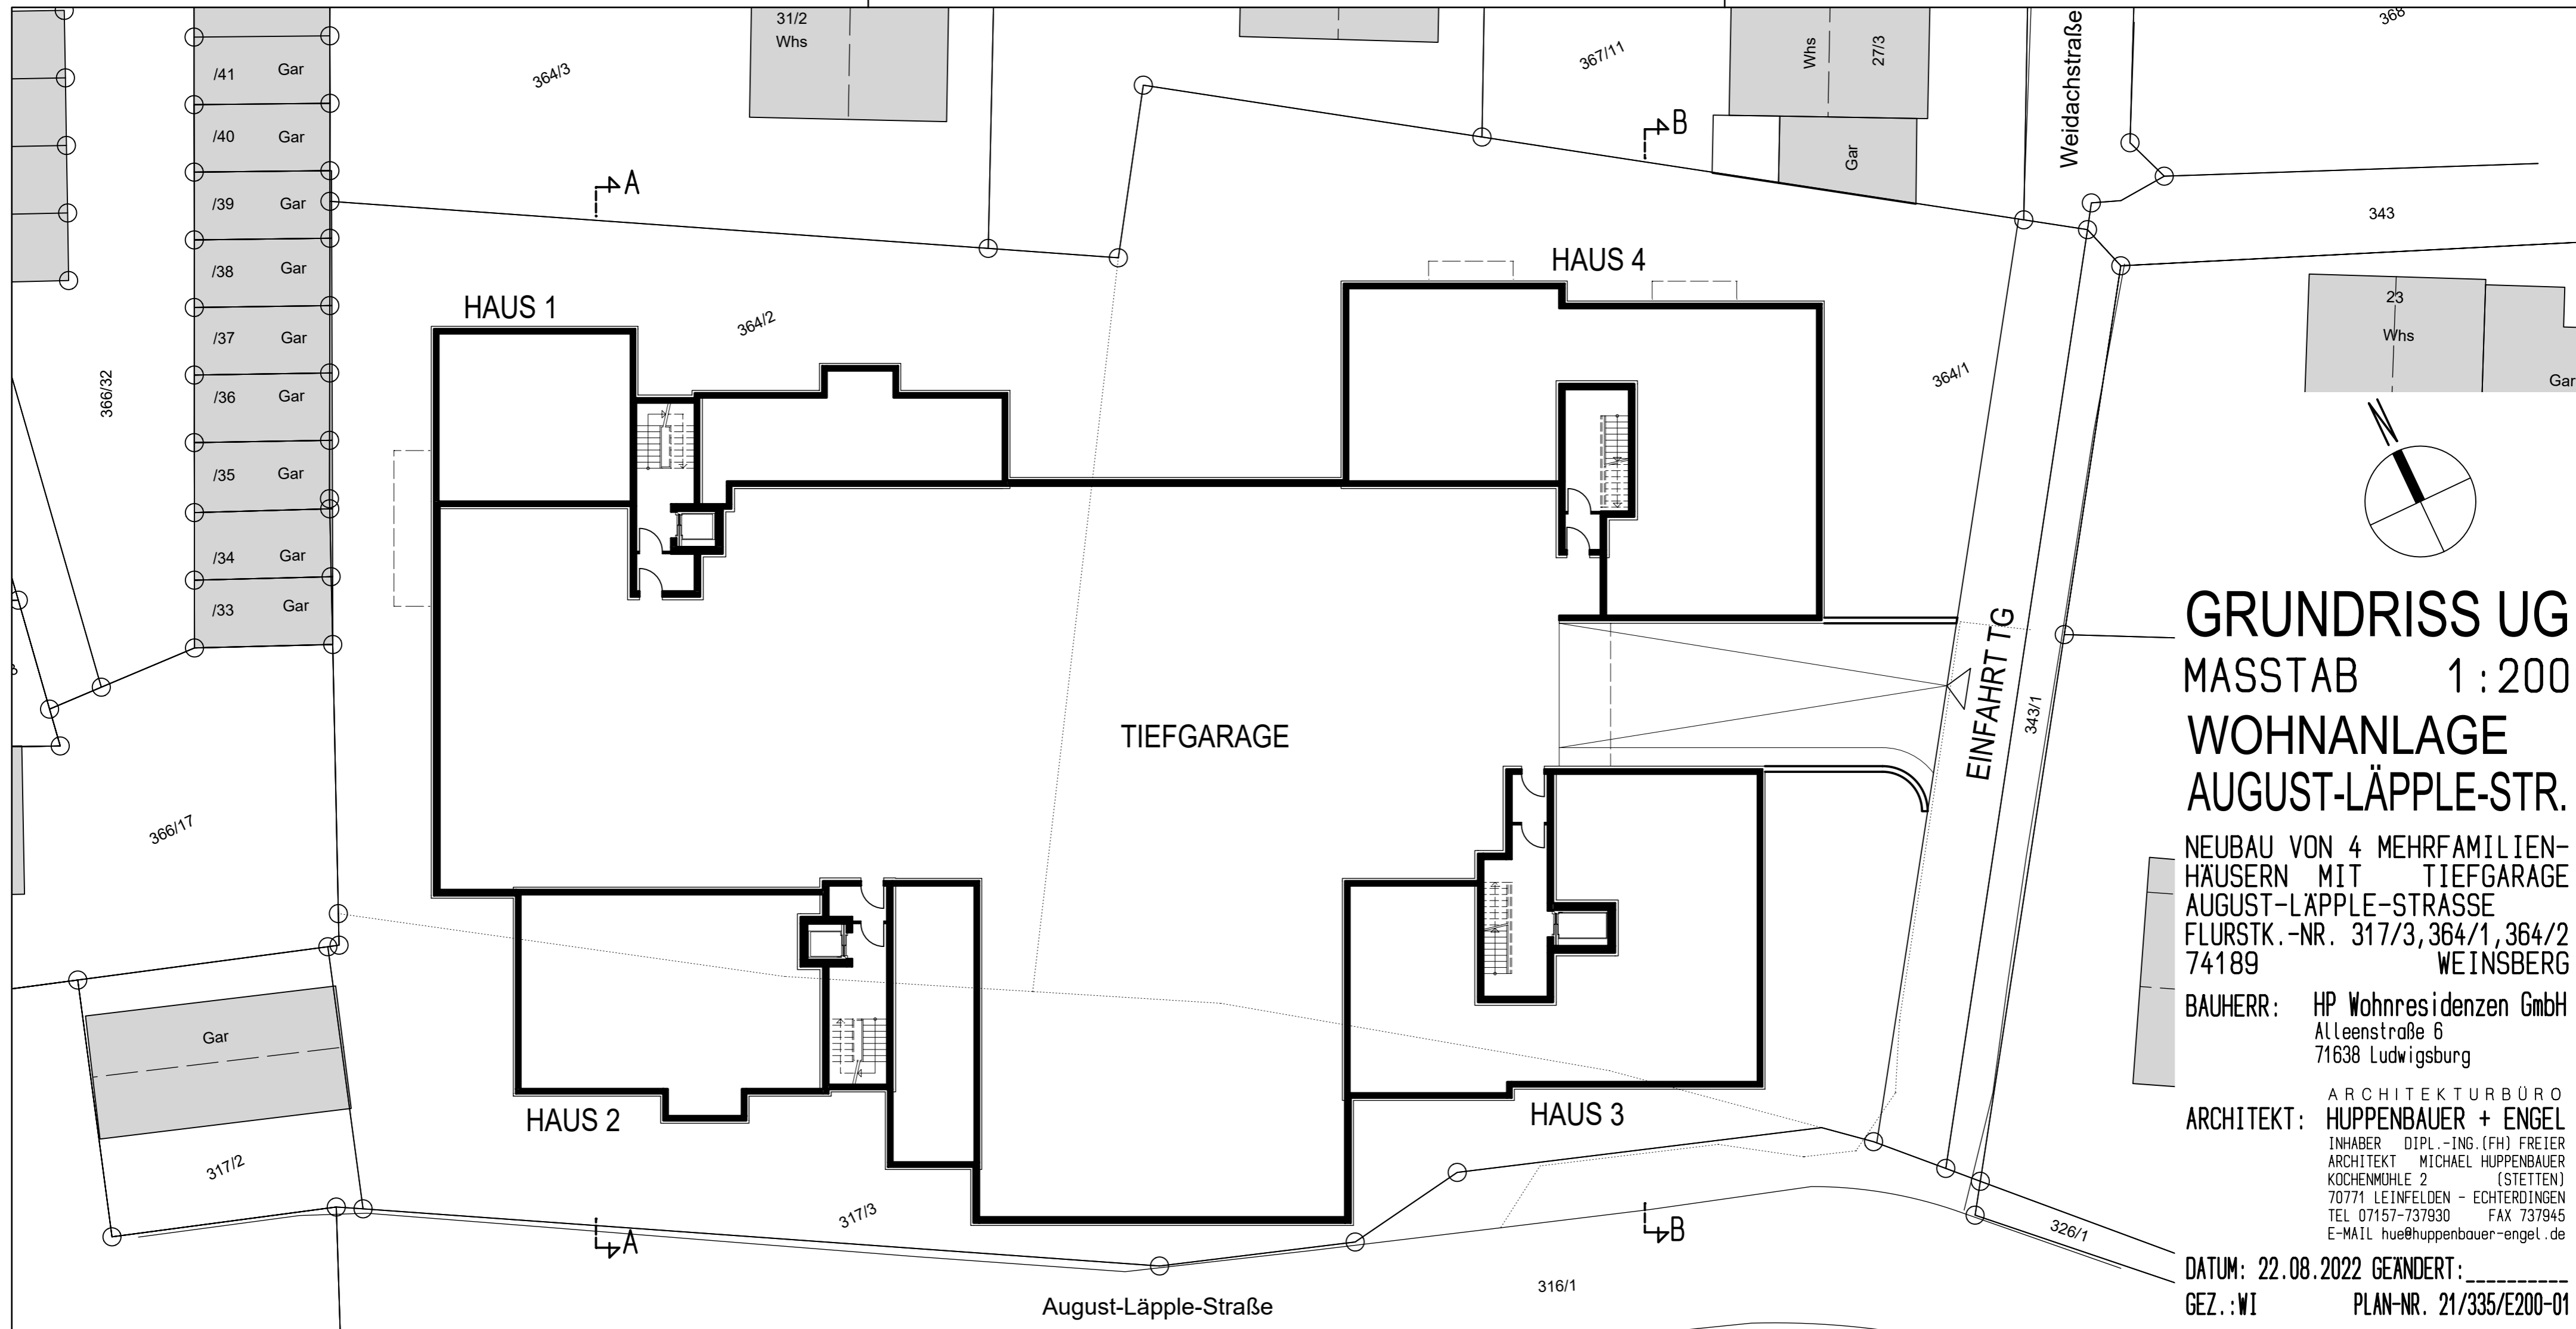 31/2
Whs
364/3
367/11
Whs
27/3
Gar
Weidachstraße
368
343
/41 Gar
/40 Gar
/39 Gar
/38 Gar
/37 Gar
/36 Gar
/35 Gar
/34 Gar
/33 Gar
366/32
A
B
HAUS 1
364/2
HAUS 4
364/1
23
Whs
Gar
N
TIEFGARAGE
EINFAHRT TG
343/1
366/17
Gar
317/2
HAUS 2
HAUS 3
317/3
A
B
326/1
316/1
August-Läpple-Straße
GRUNDRISS UG
MASSTAB 1:200
WOHNANLAGE
AUGUST-LÄPPLE-STR.
NEUBAU VON 4 MEHRFAMILIEN-
HÄUSERN MIT TIEFGARAGE
AUGUST-LÄPPLE-STRASSE
FLURSTK.-NR. 317/3,364/1,364/2
74189 WEINSBERG
BAUHERR: HP Wohnresidenzen GmbH
Alleenstraße 6
71638 Ludwigsburg
ARCHITEKTURBÜRO
ARCHITEKT: HUPPENBAUER + ENGEL
INHABER DIPL.-ING.(FH) FREIER
ARCHITEKT MICHAEL HUPPENBAUER
KOCHENMÜHLE 2 (STETTEN)
70771 LEINFELDEN - ECHTERDINGEN
TEL 07157-737930 FAX 737945
E-MAIL hue@huppenbauer-engel.de
DATUM: 22.08.2022 GEÄNDERT:__________
GEZ.:WI PLAN-NR. 21/335/E200-01